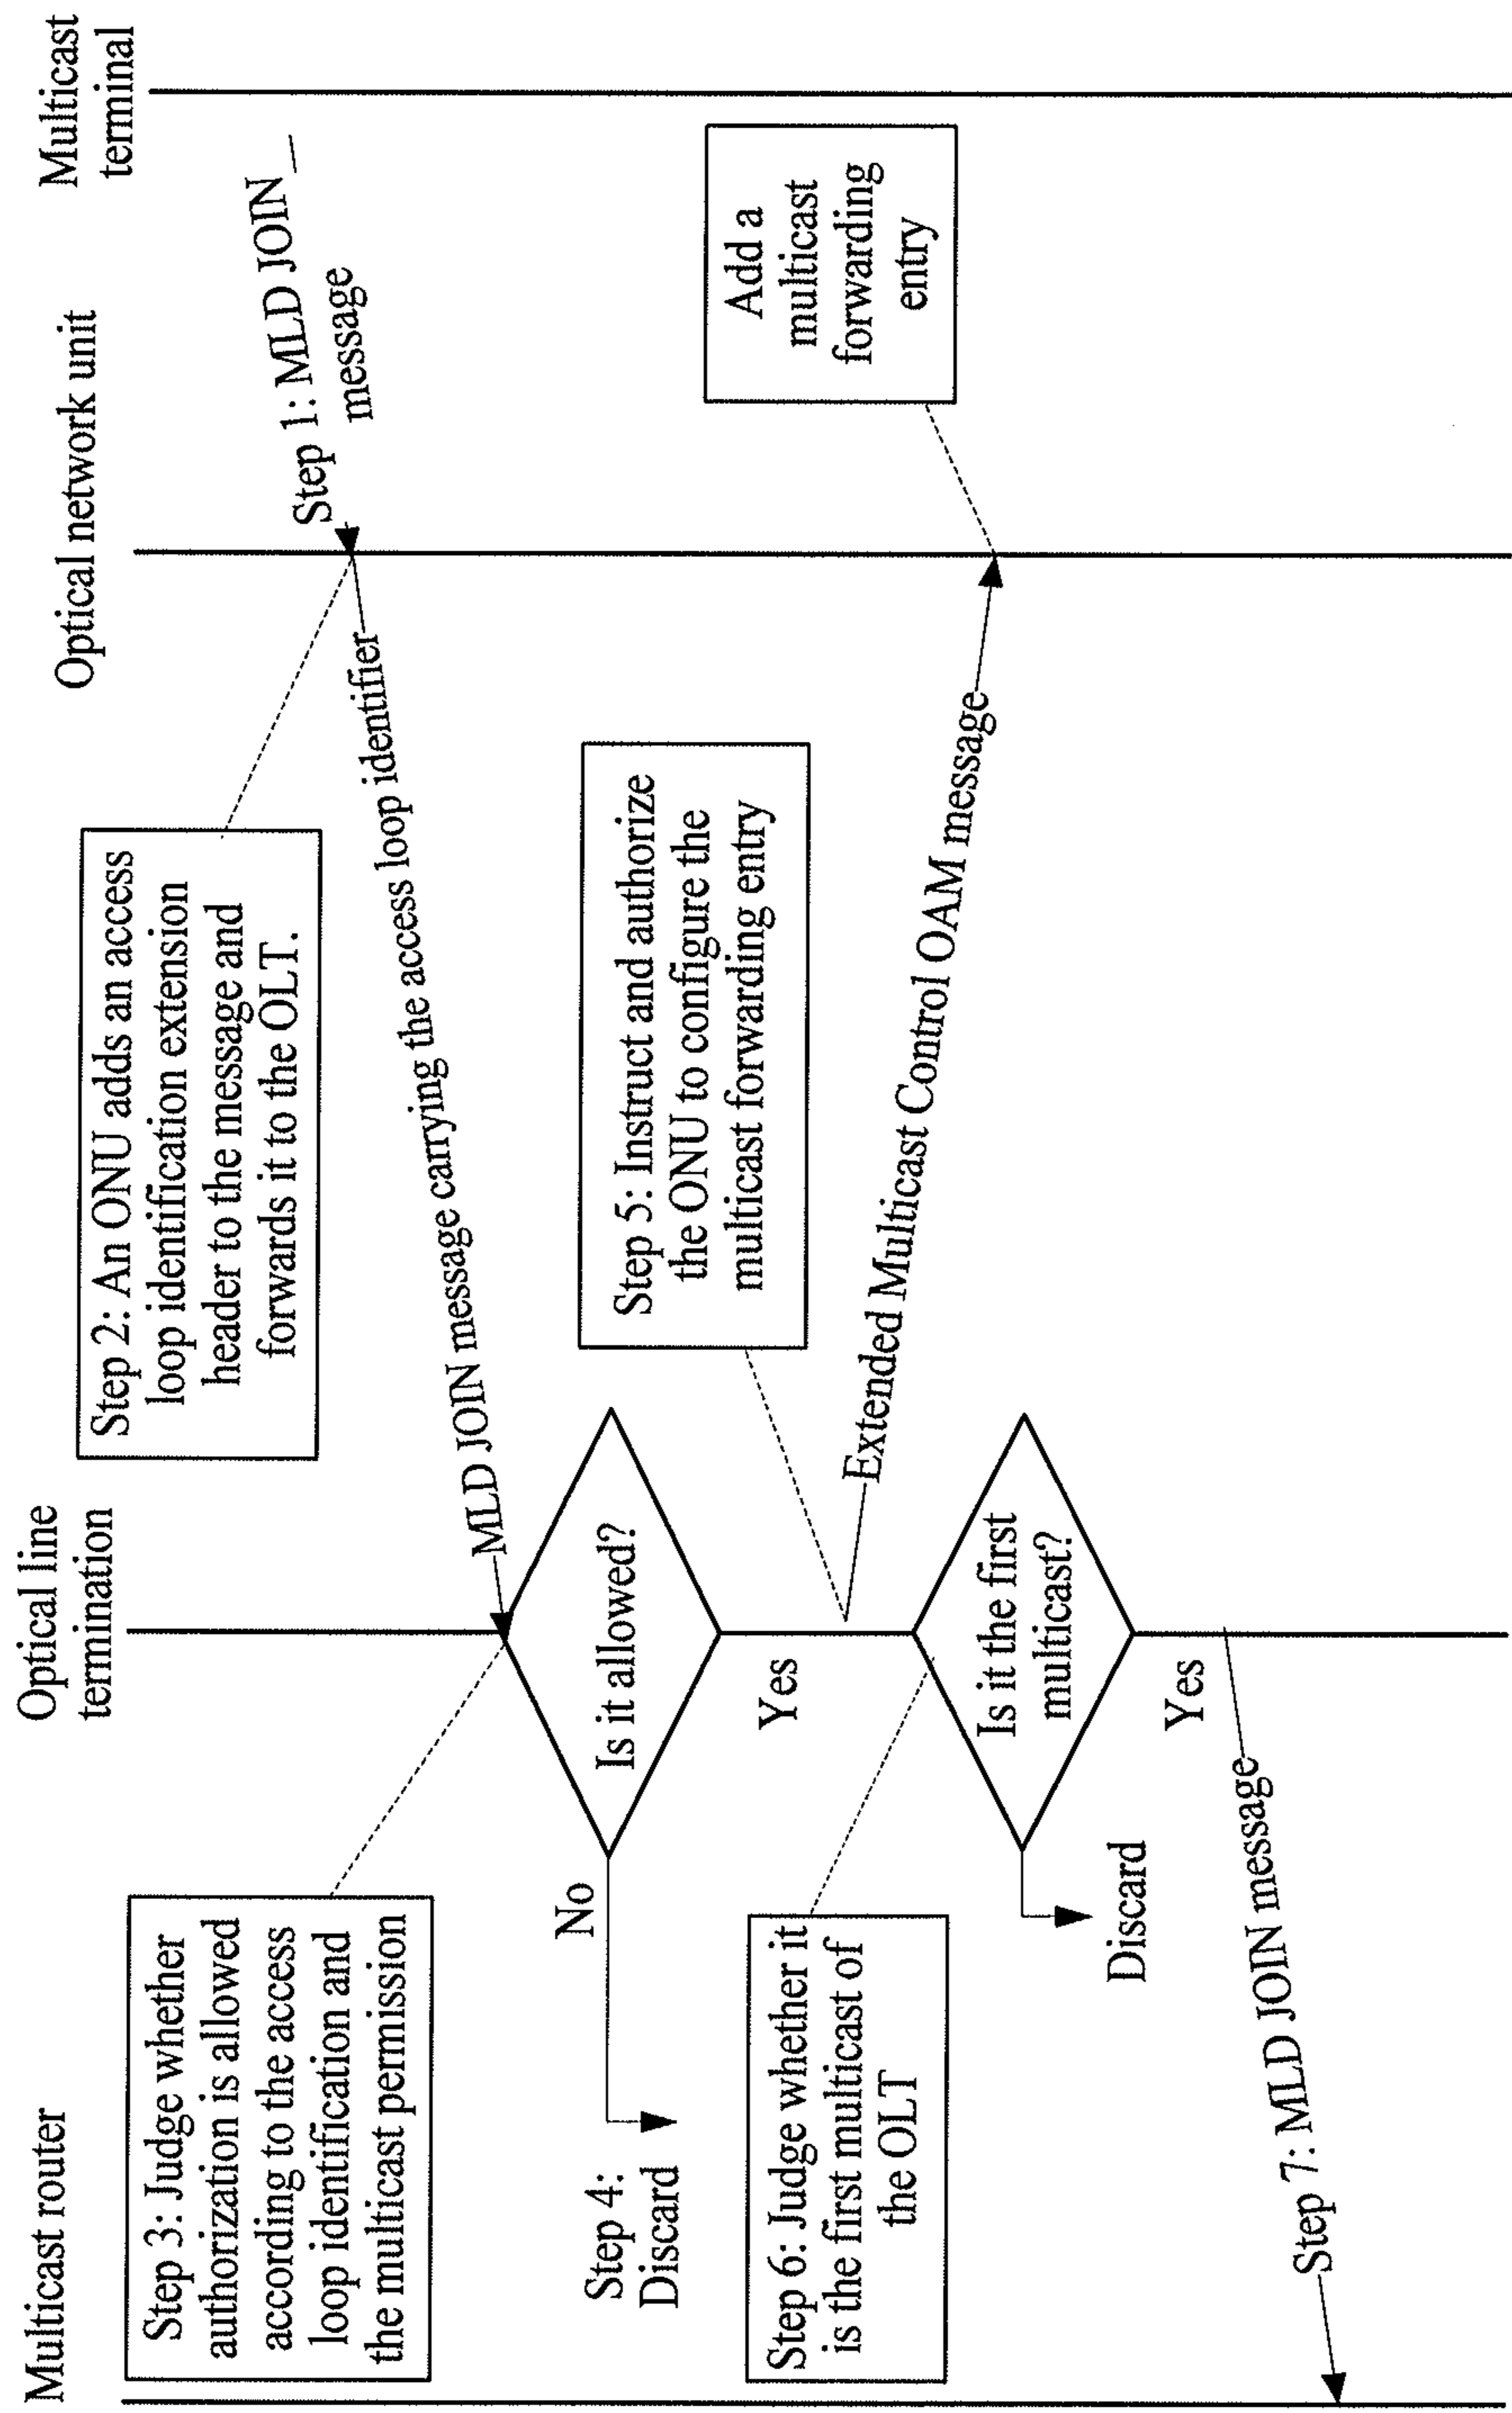 Multicast router
Optical line
termination
Optical network unit
Multicast
terminal
Step 1: MLD JOIN
message
Step 2: An ONU adds an access
loop identification extension
header to the message and
forwards it to the OLT.
MLD JOIN message carrying the access loop identifier
Step 3: Judge whether
authorization is allowed
according to the access
loop identification and
the multicast permission
Is it allowed?
No
Step 4:
Discard
Yes
Step 5: Instruct and authorize
the ONU to configure the
multicast forwarding entry
Extended Multicast Control OAM message
Add a
multicast
forwarding
entry
Step 6: Judge whether it
is the first multicast of
the OLT
Is it the first
multicast?
Discard
Yes
Step 7: MLD JOIN message